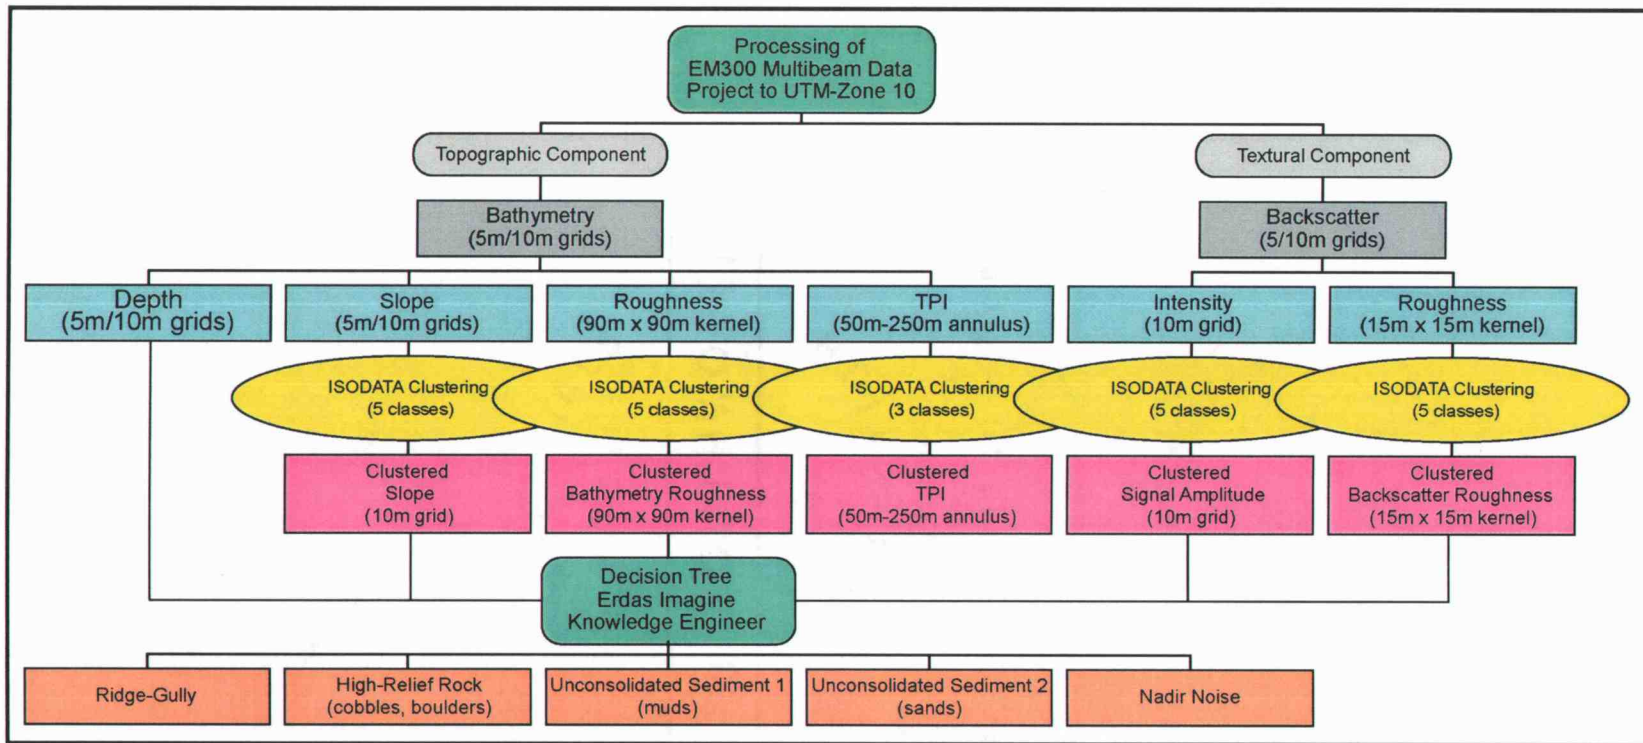 Processing of
EM300 Multibeam Data
Project to UTM-Zone 10
Topographic Component
Textural Component
Bathymetry
(5m/10m grids)
Backscatter
(5/10m grids)
Depth
(5m/10m grids)
Slope
(5m/10m grids)
Roughness
(90m x 90m kernel)
TPI
(50m-250m annulus)
Intensity
(10m grid)
Roughness
(15m x 15m kernel)
ISODATA Clustering
(5 classes)
ISODATA Clustering
(5 classes)
ISODATA Clustering
(3 classes)
ISODATA Clustering
(5 classes)
ISODATA Clustering
(5 classes)
Clustered
Slope
(10m grid)
Clustered
Bathymetry Roughness
(90m x 90m kernel)
Clustered
TPI
(50m-250m annulus)
Clustered
Signal Amplitude
(10m grid)
Clustered
Backscatter Roughness
(15m x 15m kernel)
Decision Tree
Erdas Imagine
Knowledge Engineer
Ridge-Gully
High-Relief Rock
(cobbles, boulders)
Unconsolidated Sediment 1
(muds)
Unconsolidated Sediment 2
(sands)
Nadir Noise